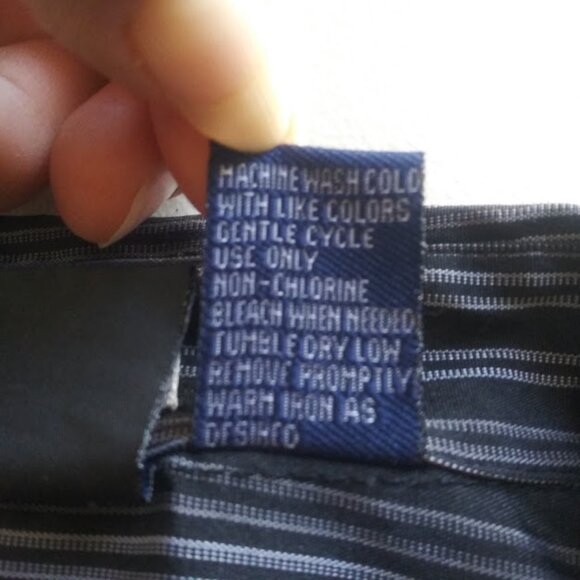 MACHINE WASH COLD
WITH LIKE COLORS
GENTLE CYCLE
USE ONLY
NON-CHLORINE
BLEACH WHEN NEEDED
TUMBLE DRY LOW
REMOVE PROMPTLY
WARM IRON AS
DESIRED